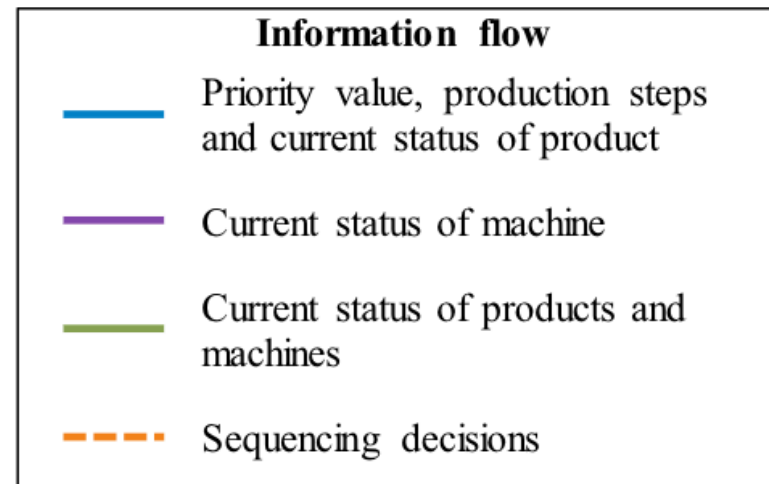 Information flow
Priority value, production steps
and current status of product
Current status of machine
Current status of products and
machines
Sequencing decisions